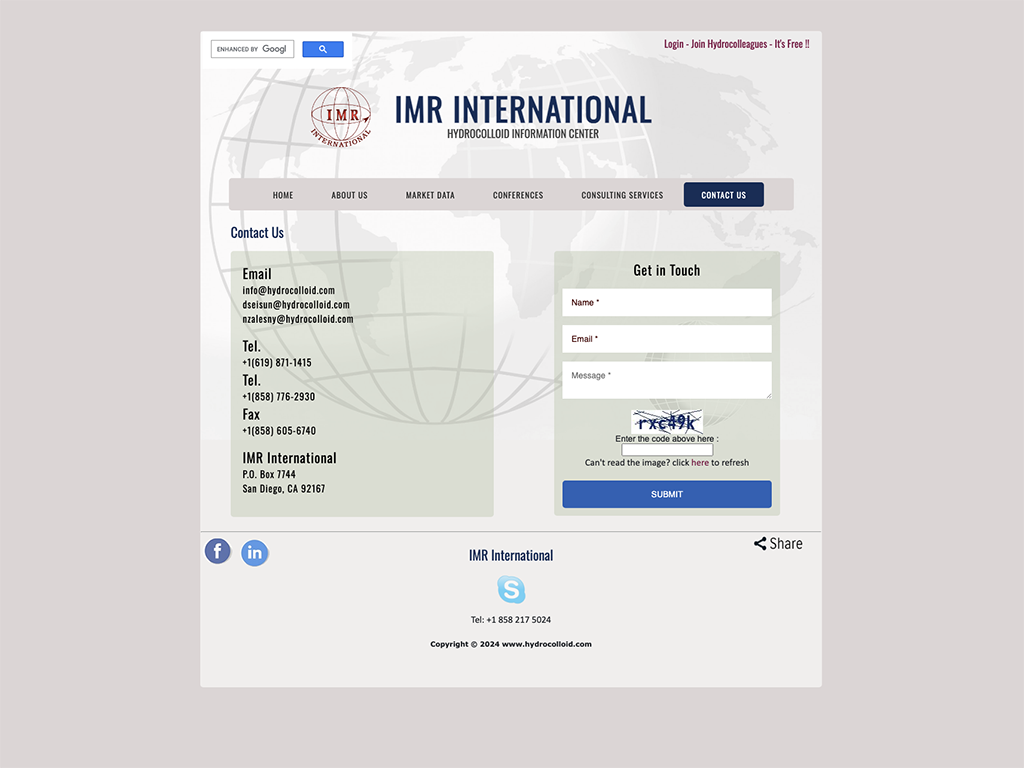 ENHANCED BY Googl
Login - Join Hydrocolleagues - It's Free !!
IMR
INTERNATIONAL
IMR INTERNATIONAL
HYDROCOLLOID INFORMATION CENTER
HOME ABOUT US MARKET DATA CONFERENCES CONSULTING SERVICES CONTACT US
Contact Us
Email
info@hydrocolloid.com
dseisun@hydrocolloid.com
nzalesny@hydrocolloid.com
Tel.
+1(619) 871-1415
Tel.
+1(858) 776-2930
Fax
+1(858) 605-6740
IMR International
P.O. Box 7744
San Diego, CA 92167
Get in Touch
Name *
Email *
Message *
rxc49k
Enter the code above here :
Can't read the image? click here to refresh
SUBMIT
f in
Share
IMR International
S
Tel: +1 858 217 5024
Copyright © 2024 www.hydrocolloid.com